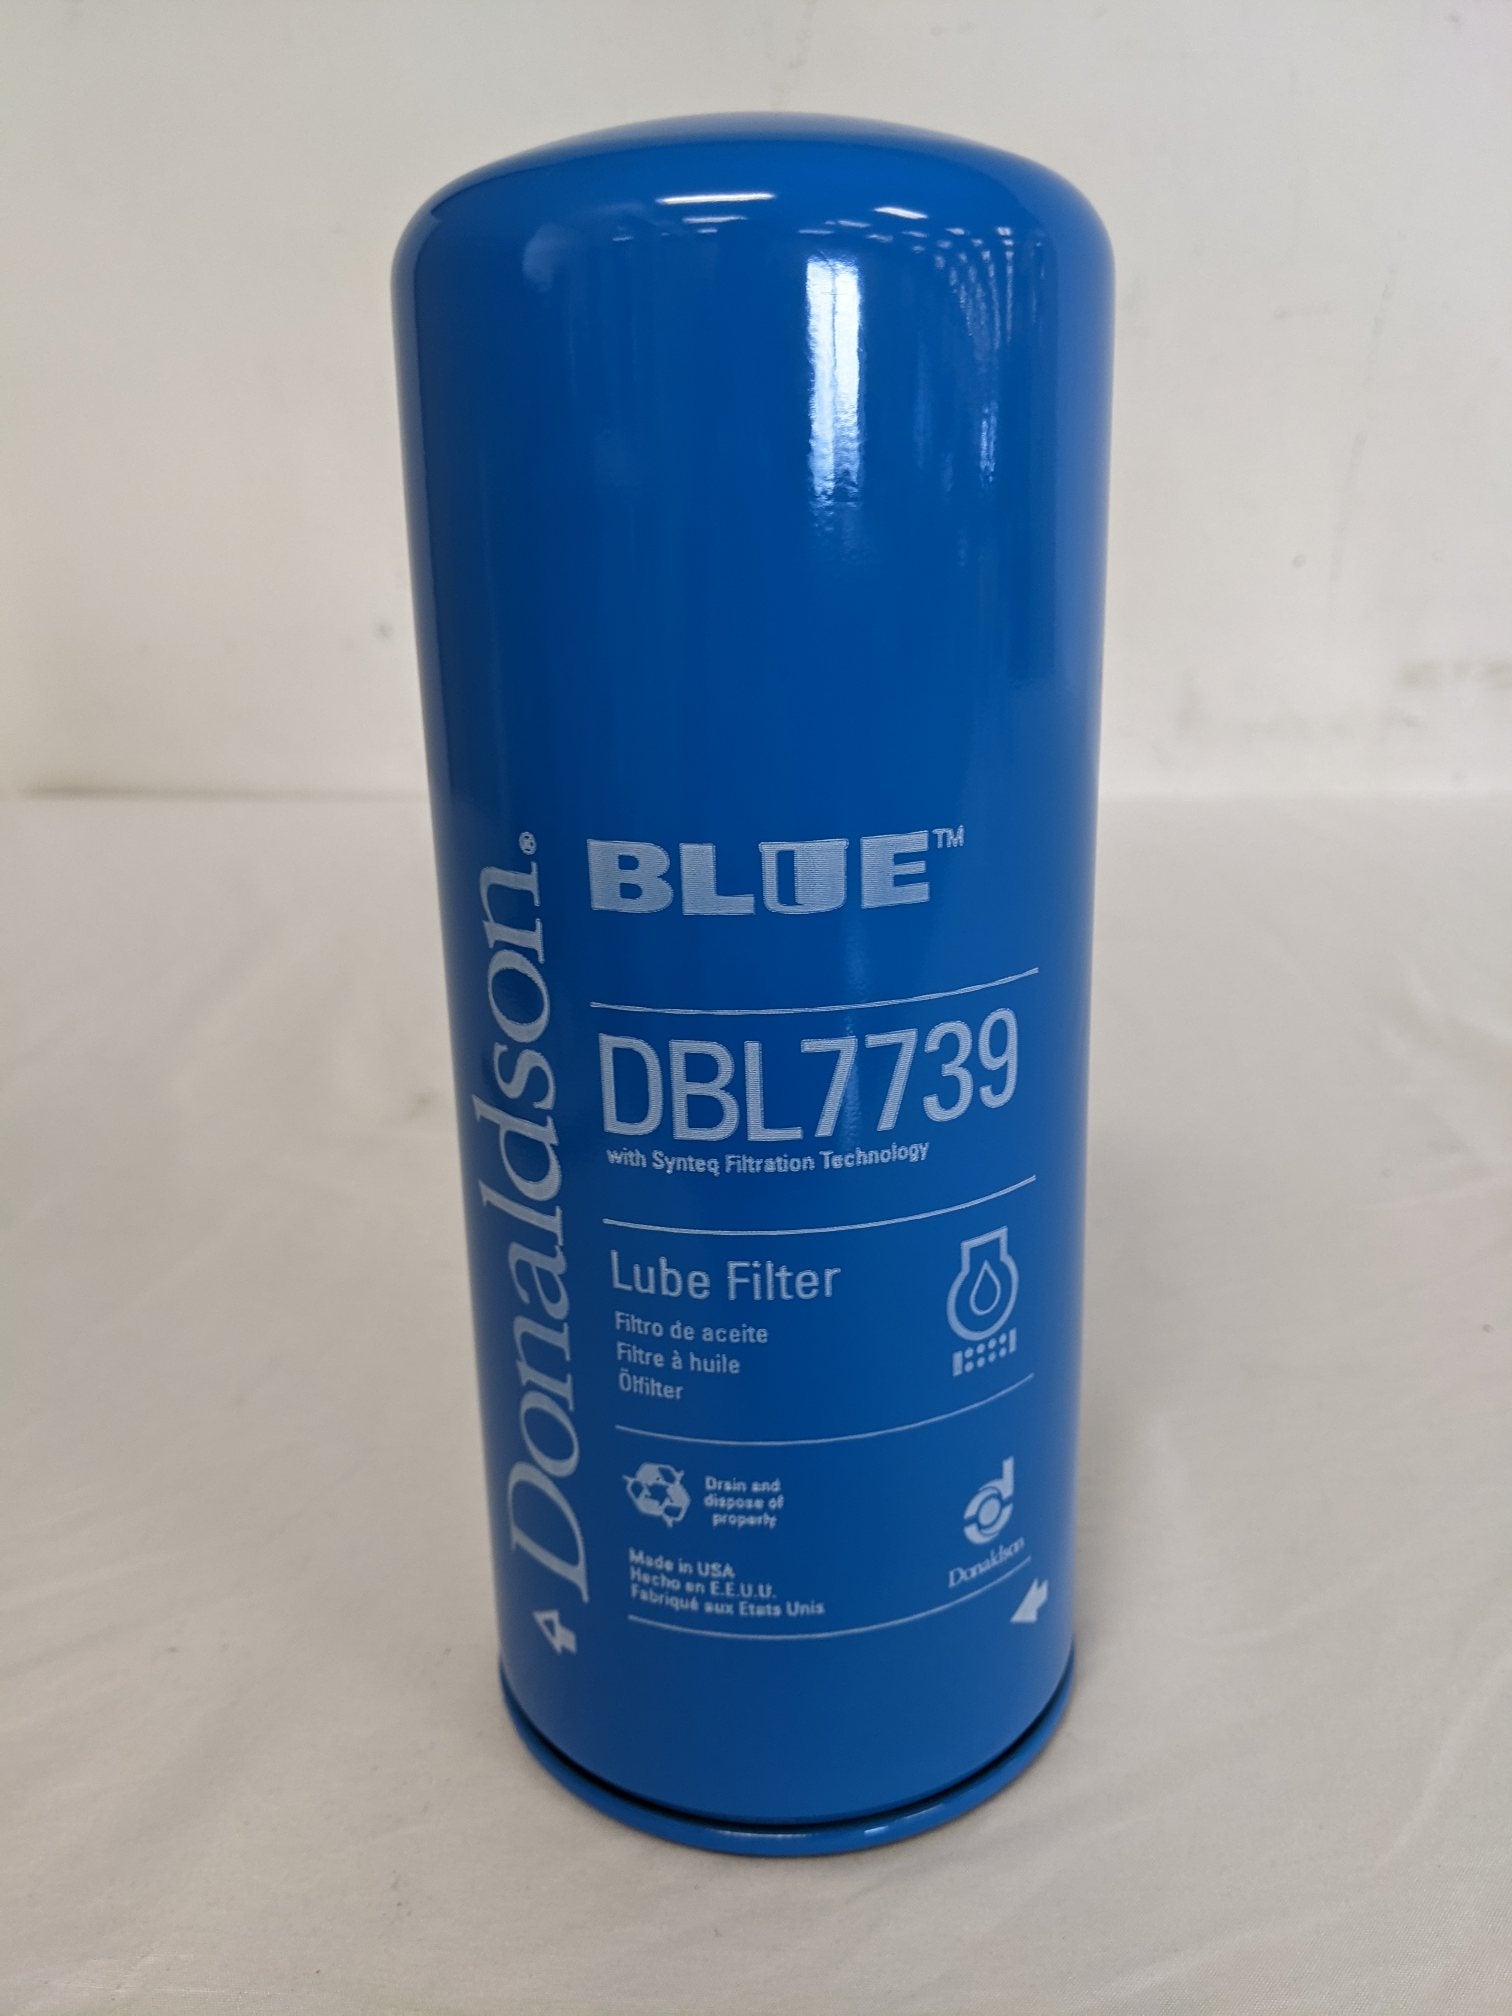 Donaldson®
BLUE™
DBL7739
with Synteq Filtration Technology
Lube Filter
Filtro de aceite
Filtre à huile
Ölfilter
Drain and
dispose of
properly
Made in USA
Hecho en E.E.U.U.
Fabriqué aux Etats Unis
Donaldson